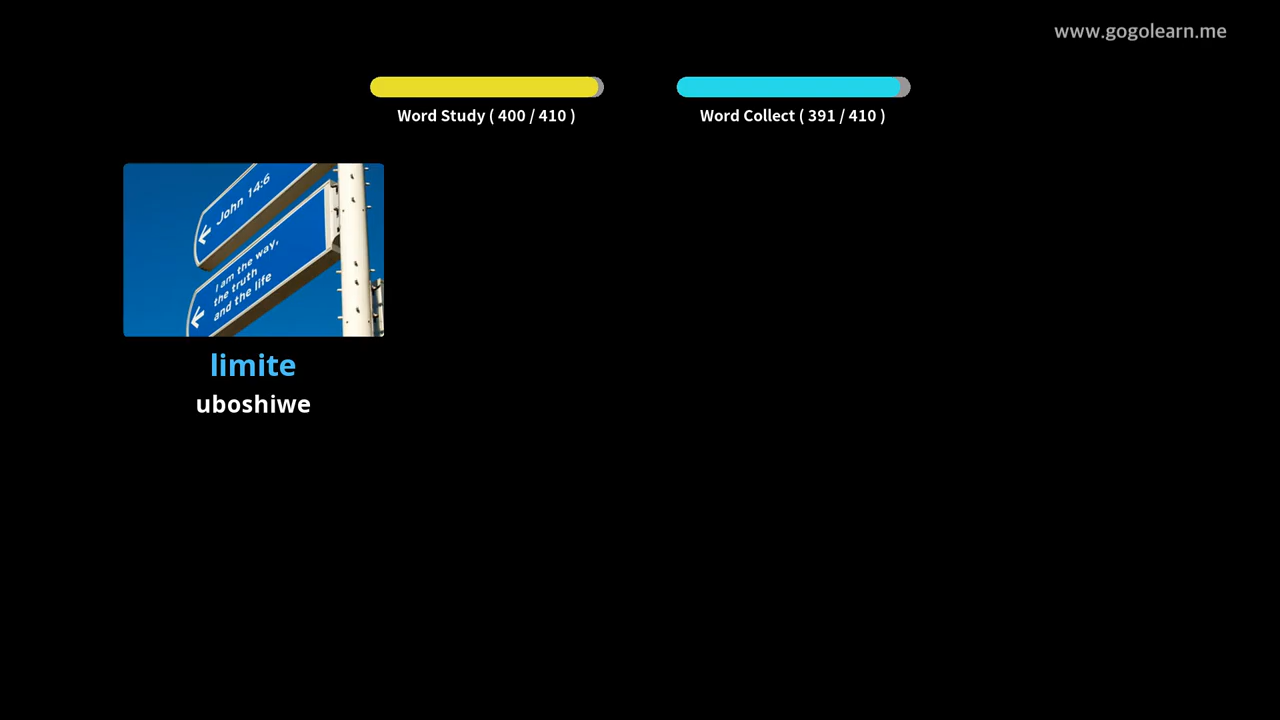 www.gogolearn.me
Word Study ( 400 / 410 )
Word Collect ( 391 / 410 )
John 14:6
I am the way,
the truth
and the life
limite
uboshiwe